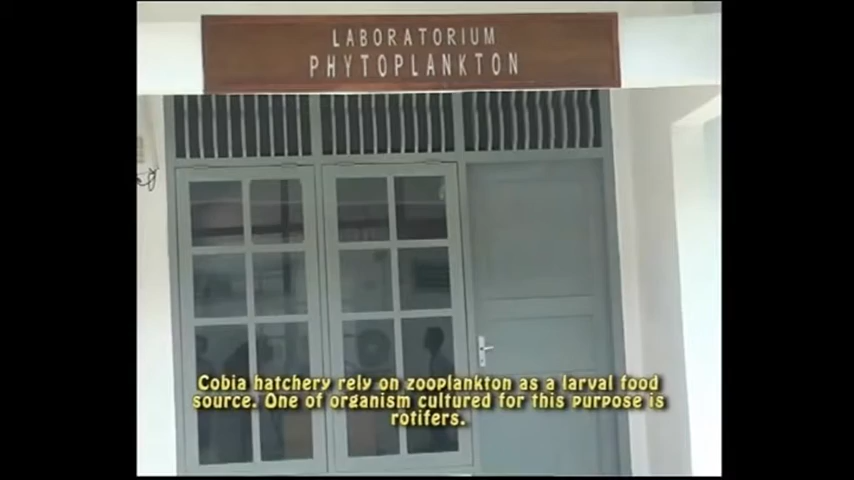 LABORATORIUM
PHYTOPLANKTON
Cobia hatchery rely on zooplankton as a larval food
source. One of organism cultured for this purpose is
rotifers.